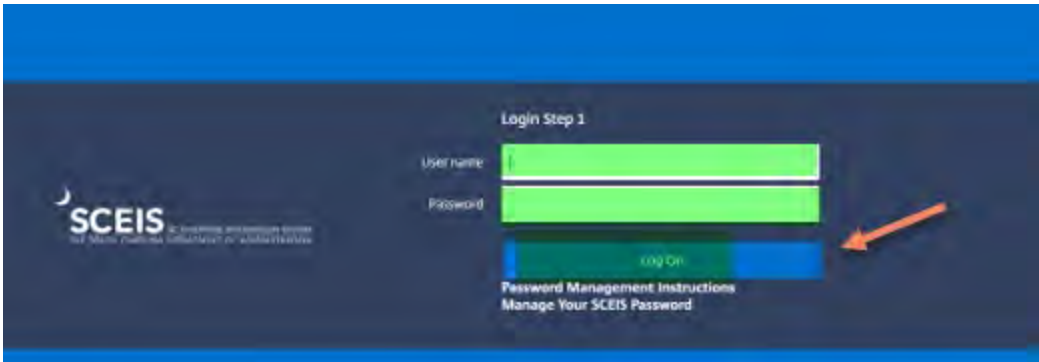 Login Step 1
User name
Password
SCEIS
Log On
Password Management Instructions
Manage Your SCEIS Password